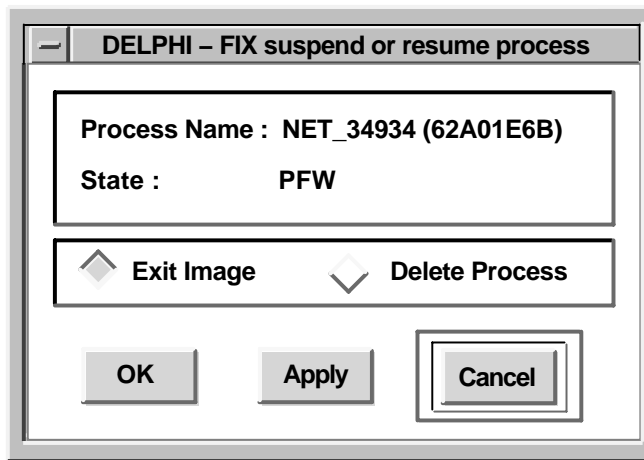 DELPHI – FIX suspend or resume process
Process Name : NET_34934 (62A01E6B)
State : PFW
Exit Image Delete Process
OK Apply Cancel